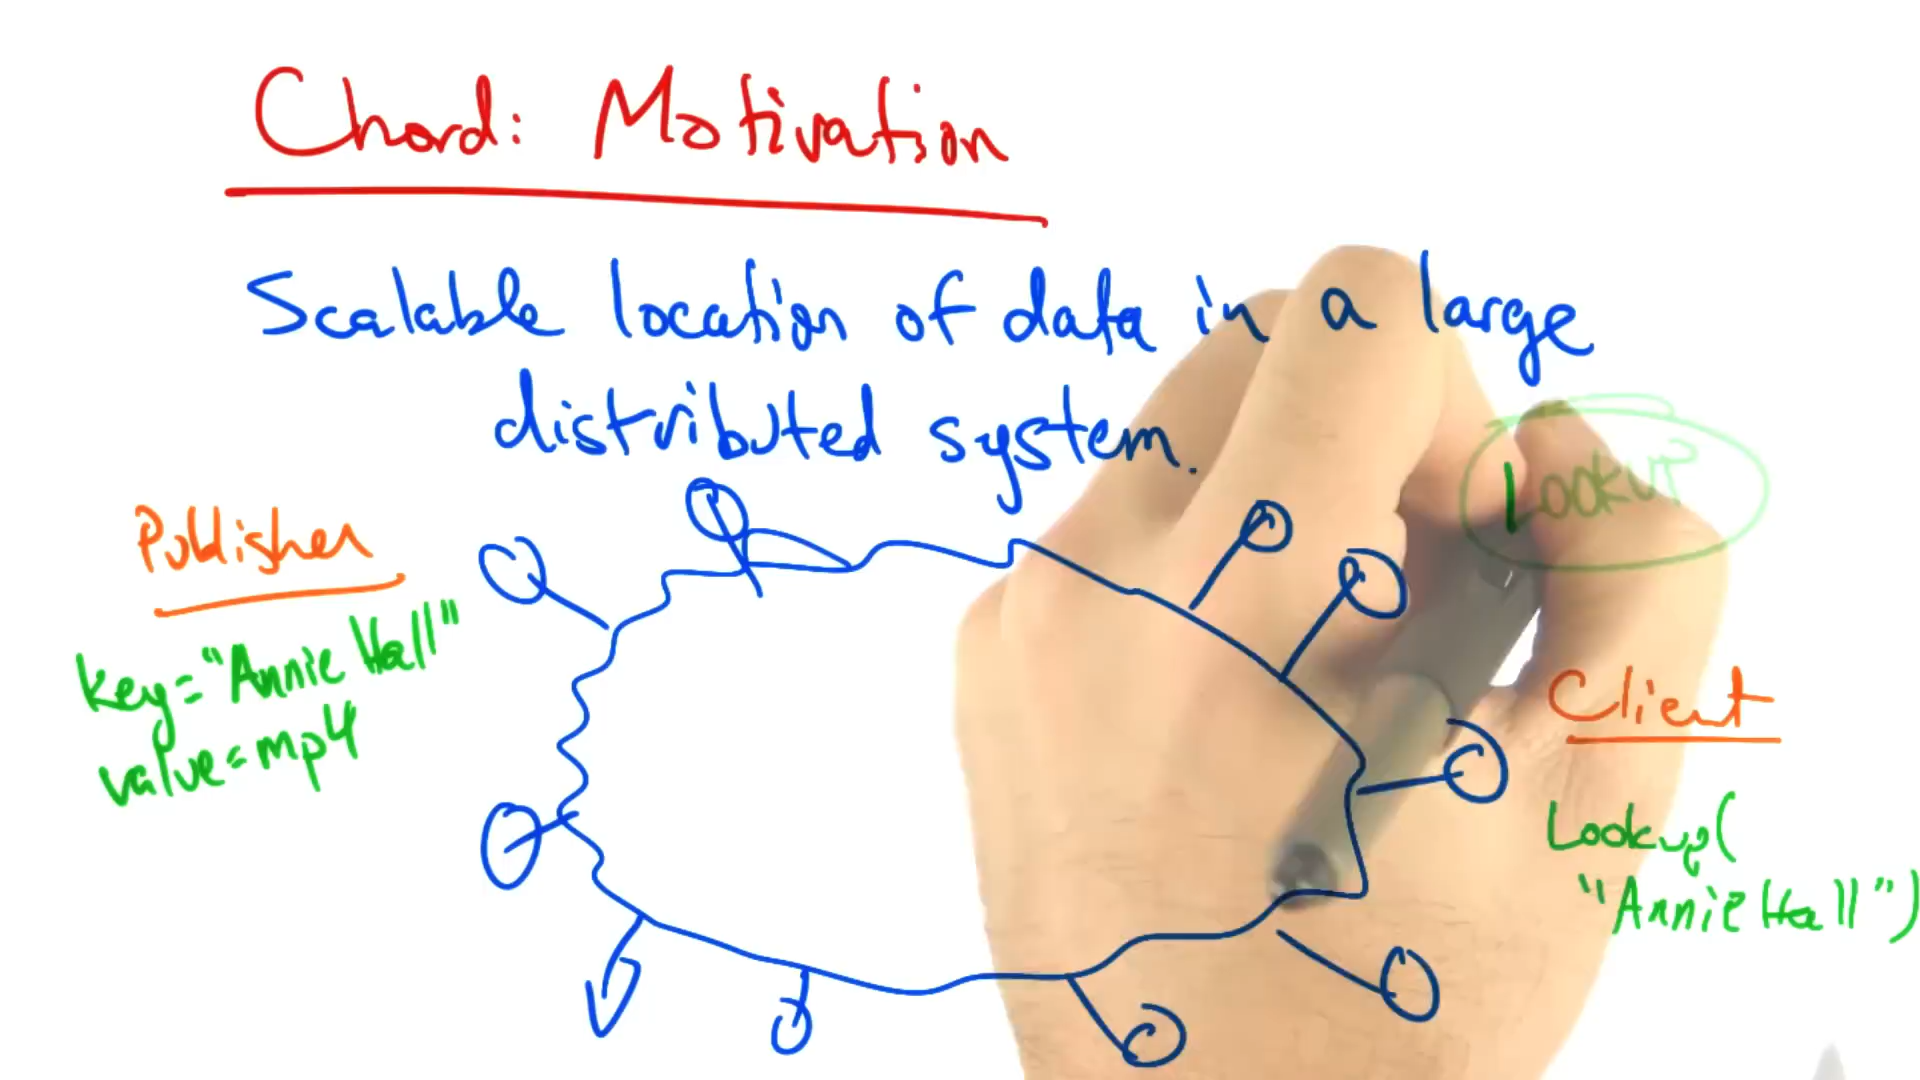 Chord: Motivation
Scalable location of data in a large
distributed system.
LOOKUP
Publisher
key="Annie Hall"
value=mp4
Client
Lookup(
"Annie Hall")